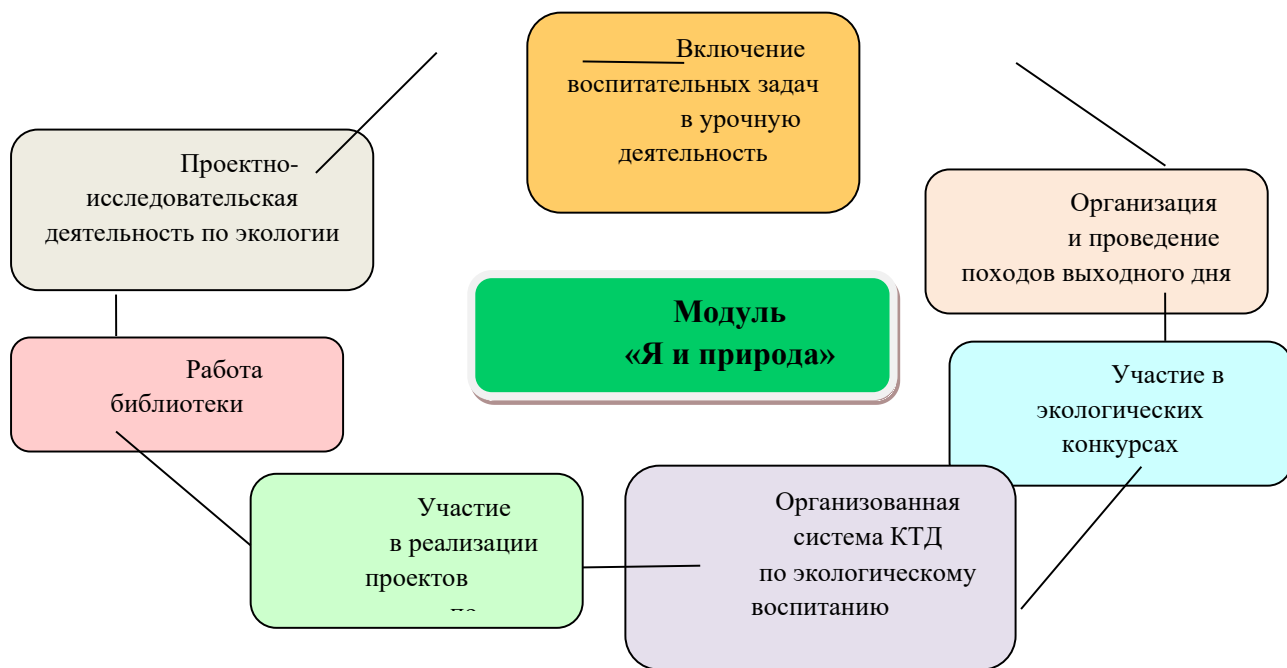 Включение
воспитательных задач
в урочную
деятельность
Проектно-
исследовательская
деятельность по экологии
Организация
и проведение
походов выходного дня
Модуль
«Я и природа»
Работа
библиотеки
Участие в
экологических
конкурсах
Участие
в реализации
проектов
Организованная
система КТД
по экологическому
воспитанию